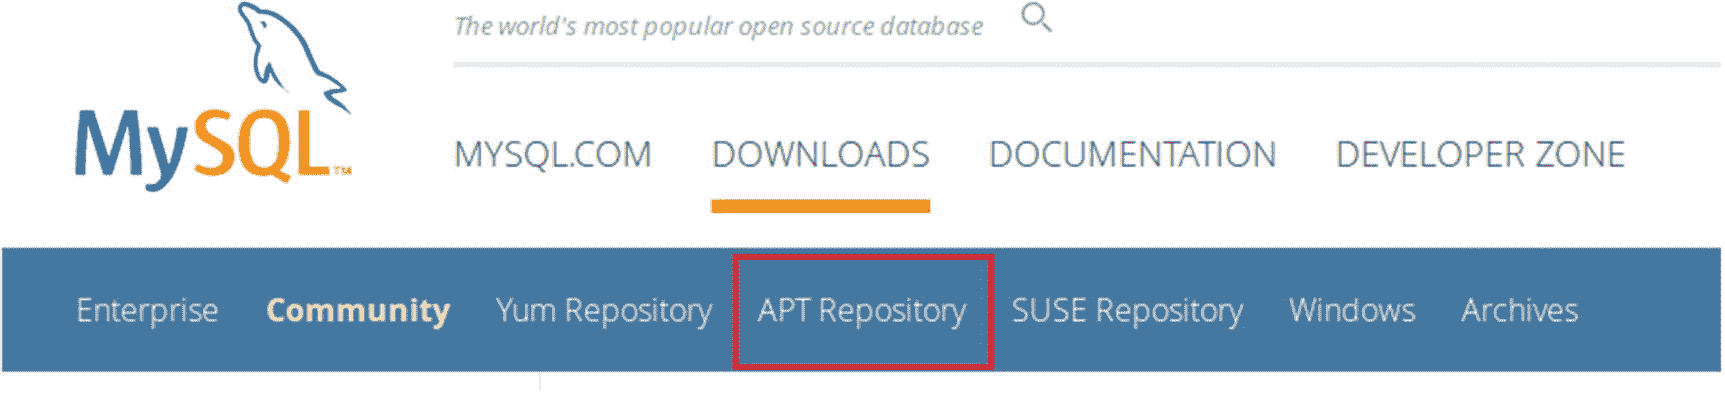 The world's most popular open source database
MySQL™
MYSQL.COM DOWNLOADS DOCUMENTATION DEVELOPER ZONE
Enterprise Community Yum Repository APT Repository SUSE Repository Windows Archives